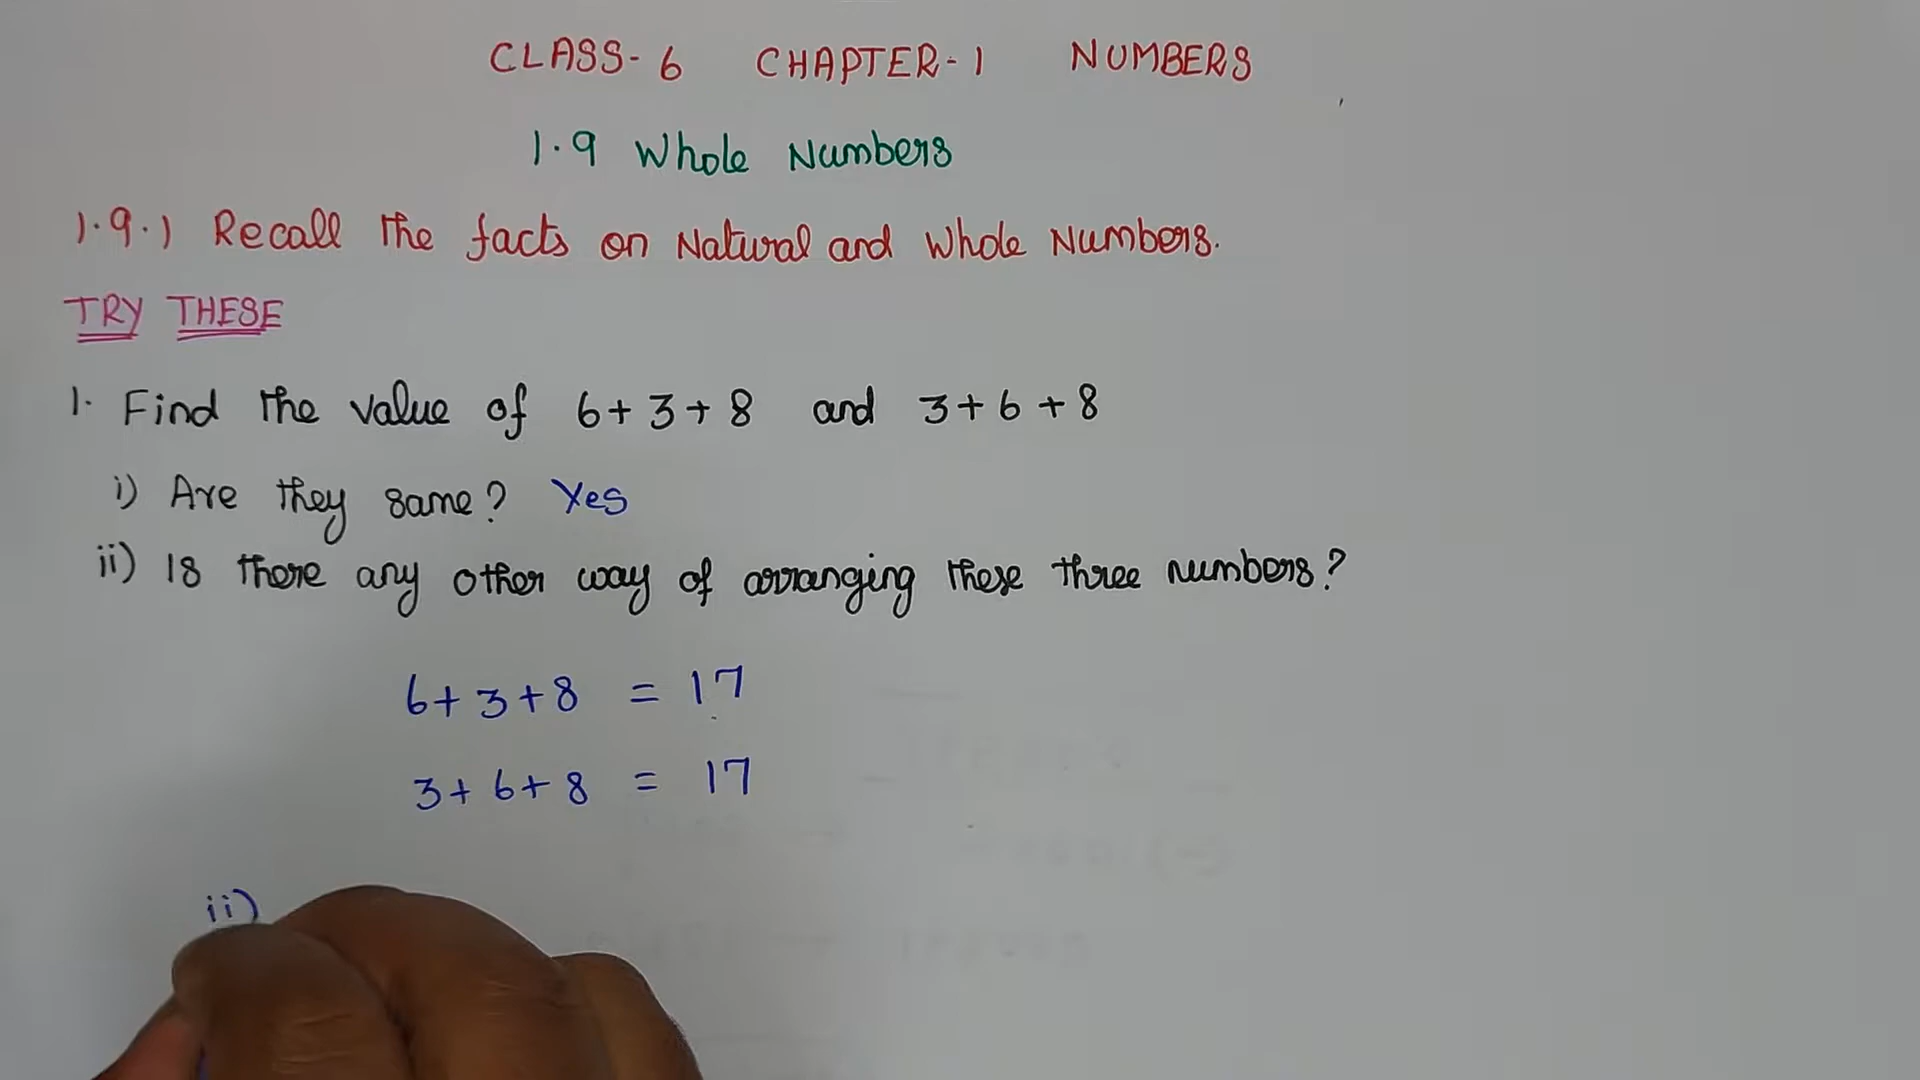 CLASS-6 CHAPTER-1 NUMBERS
1.9 Whole Numbers
1.9.1 Recall the facts on Natural and Whole Numbers.
TRY THESE
1. Find the value of 6+3+8 and 3+6+8
i) Are they same? Yes
ii) Is there any other way of arranging these three numbers?
6+3+8 = 17
3+6+8 = 17
ii)